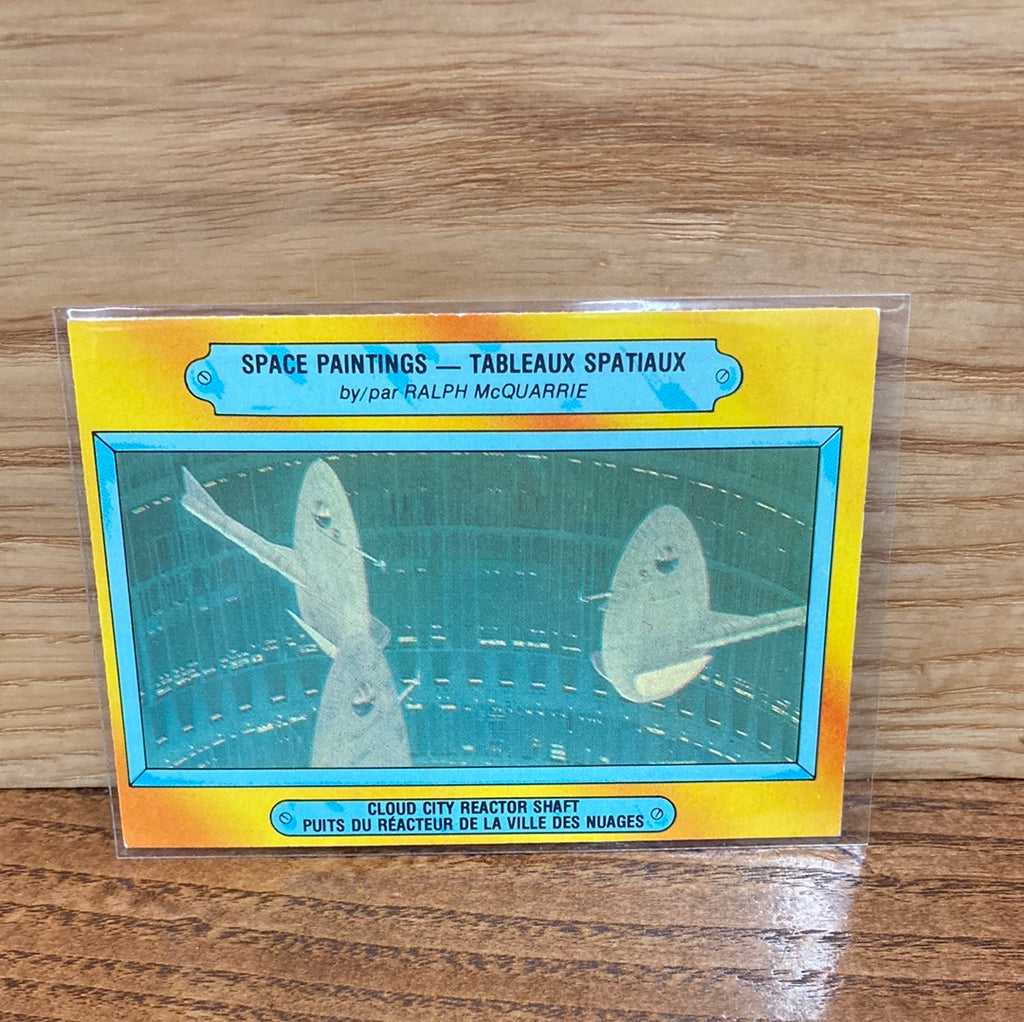 SPACE PAINTINGS — TABLEAUX SPATIAUX
by/par RALPH McQUARRIE
CLOUD CITY REACTOR SHAFT
PUITS DU RÉACTEUR DE LA VILLE DES NUAGES